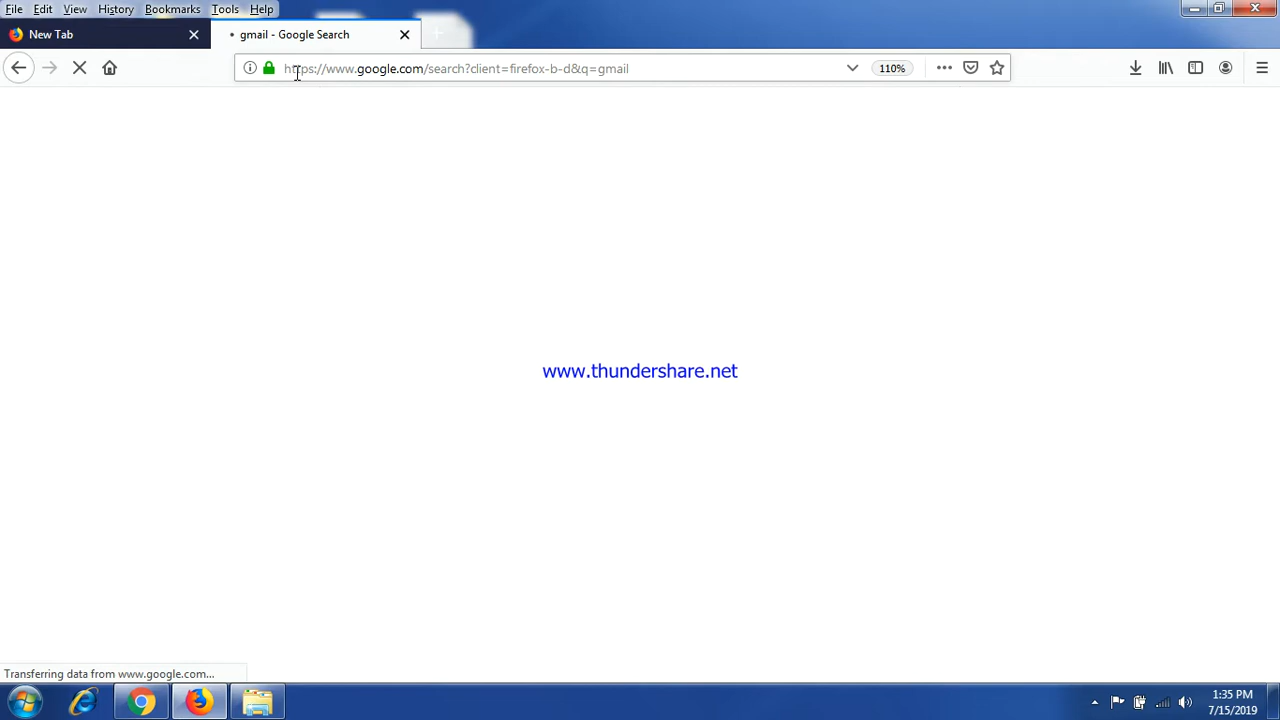 File Edit View History Bookmarks Tools Help
New Tab
gmail - Google Search
https://www.google.com/search?client=firefox-b-d&q=gmail
110%
www.thundershare.net
Transferring data from www.google.com...
1:35 PM
7/15/2019